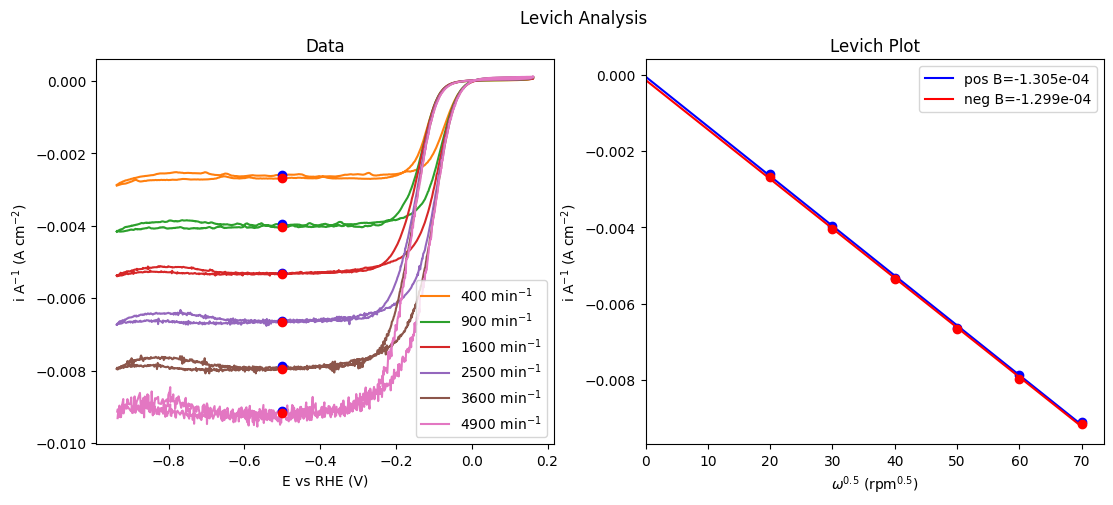 Levich Analysis
Data
0.000
−0.002
−0.004
−0.006
−0.008
−0.010
i A⁻¹ (A cm⁻²)
400 min⁻¹
900 min⁻¹
1600 min⁻¹
2500 min⁻¹
3600 min⁻¹
4900 min⁻¹
−0.8 −0.6 −0.4 −0.2 0.0 0.2
E vs RHE (V)
Levich Plot
0.000
−0.002
−0.004
−0.006
−0.008
i A⁻¹ (A cm⁻²)
pos B=-1.305e-04
neg B=-1.299e-04
0 10 20 30 40 50 60 70
ω⁰·⁵ (rpm⁰·⁵)